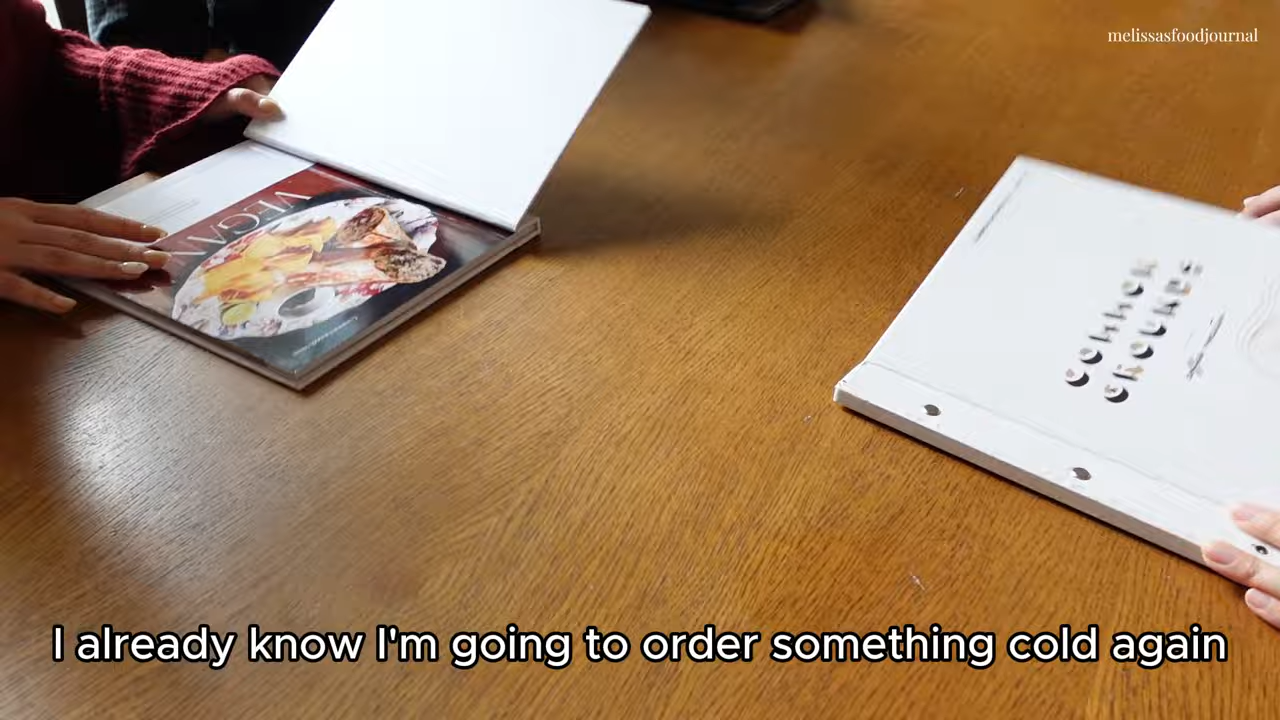 melissasfoodjournal
VEGAN
COMMON
GROUNDS
I already know I'm going to order something cold again